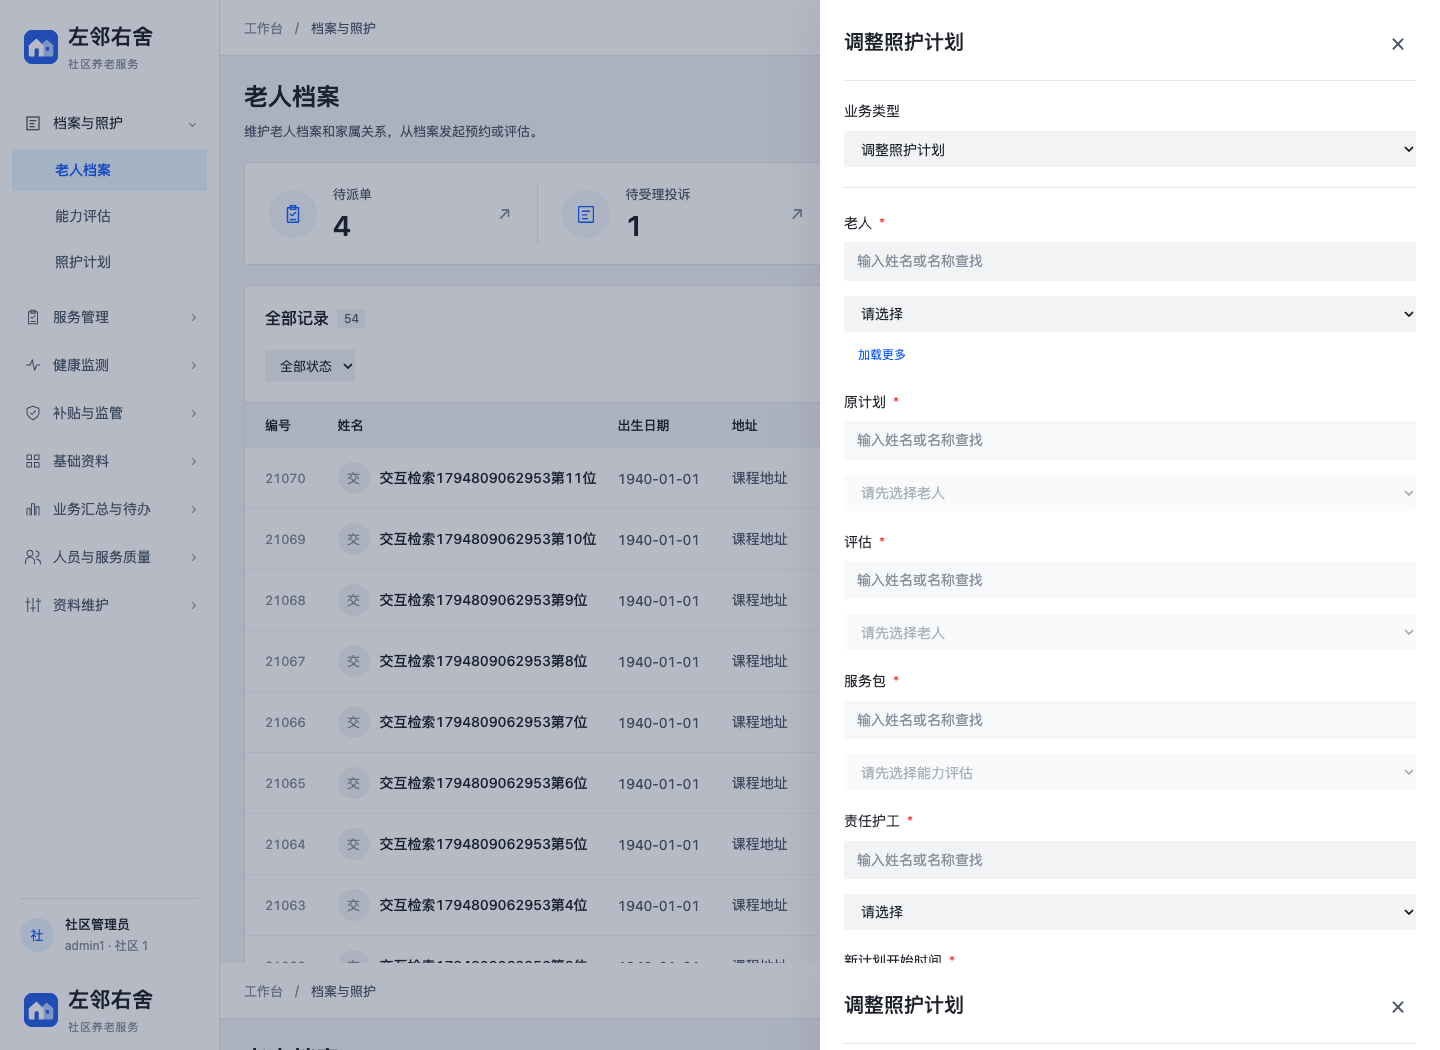 左邻右舍
社区养老服务
档案与照护
老人档案
能力评估
照护计划
服务管理
健康监测
补贴与监管
基础资料
业务汇总与待办
人员与服务质量
资料维护
社
社区管理员
admin1 · 社区 1
左邻右舍
社区养老服务
工作台 / 档案与照护
老人档案
维护老人档案和家属关系，从档案发起预约或评估。
待派单
4
待受理投诉
1
全部记录 54
全部状态
编号 姓名 出生日期 地址
21070 交 交互检索1794809062953第11位 1940-01-01 课程地址
21069 交 交互检索1794809062953第10位 1940-01-01 课程地址
21068 交 交互检索1794809062953第9位 1940-01-01 课程地址
21067 交 交互检索1794809062953第8位 1940-01-01 课程地址
21066 交 交互检索1794809062953第7位 1940-01-01 课程地址
21065 交 交互检索1794809062953第6位 1940-01-01 课程地址
21064 交 交互检索1794809062953第5位 1940-01-01 课程地址
21063 交 交互检索1794809062953第4位 1940-01-01 课程地址
工作台 / 档案与照护
调整照护计划
业务类型
调整照护计划
老人 *
输入姓名或名称查找
请选择
加载更多
原计划 *
输入姓名或名称查找
请先选择老人
评估 *
输入姓名或名称查找
请先选择老人
服务包 *
输入姓名或名称查找
请先选择能力评估
责任护工 *
输入姓名或名称查找
请选择
新计划开始时间 *
调整照护计划